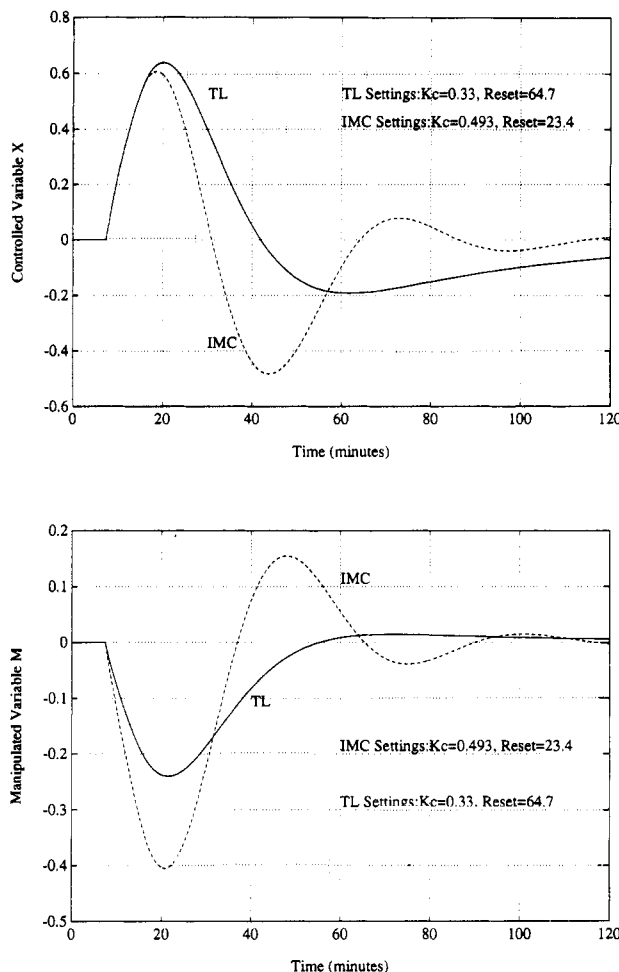 0.8
0.6
0.4
0.2
0
-0.2
-0.4
-0.6
Controlled Variable X
TL
TL Settings:Kc=0.33, Reset=64.7
IMC Settings:Kc=0.493, Reset=23.4
IMC
0 20 40 60 80 100 120
Time (minutes)
0.2
0.1
0
-0.1
-0.2
-0.3
-0.4
-0.5
Manipulated Variable M
IMC
TL
IMC Settings:Kc=0.493, Reset=23.4
TL Settings:Kc=0.33, Reset=64.7
0 20 40 60 80 100 120
Time (minutes)